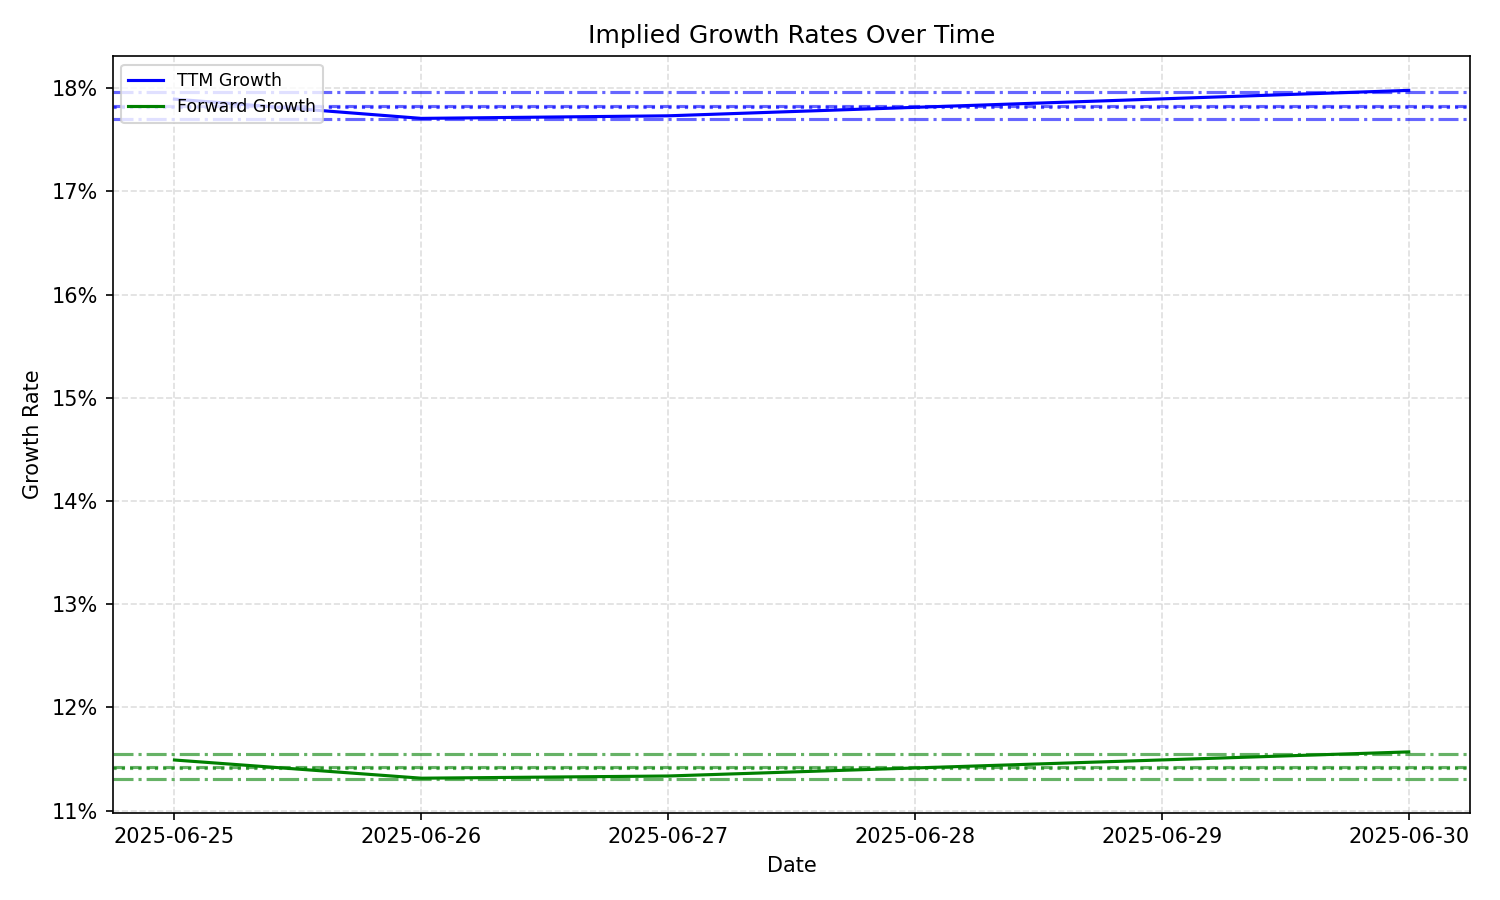 Implied Growth Rates Over Time
TTM Growth
Forward Growth
18%
17%
16%
15%
14%
13%
12%
11%
Growth Rate
2025-06-25
2025-06-26
2025-06-27
2025-06-28
2025-06-29
2025-06-30
Date